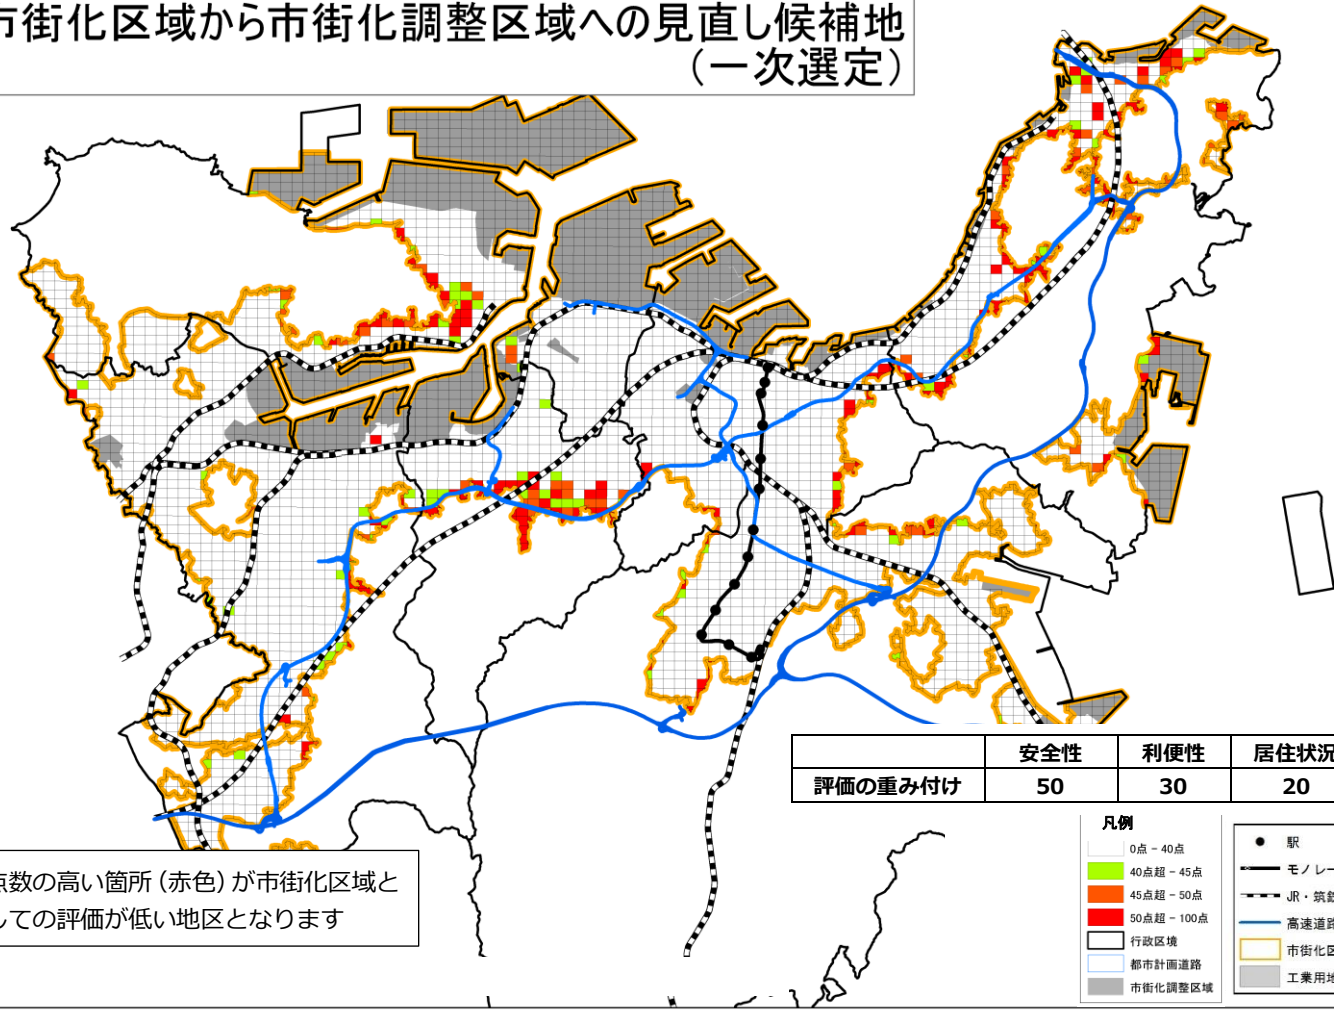 市街化区域から市街化調整区域への見直し候補地
（一次選定）
安全性 利便性 居住状況
評価の重み付け 50 30 20
点数の高い箇所（赤色）が市街化区域と
しての評価が低い地区となります
凡例
0点 － 40点
40点超 － 45点
45点超 － 50点
50点超 － 100点
行政区境
都市計画道路
市街化調整区域
駅
モノレー
JR・筑
高速道路
市街化区
工業用地